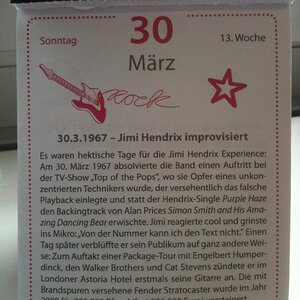 Sonntag
30
13. Woche
März
Rock
30.3.1967 – Jimi Hendrix improvisiert
Es waren hektische Tage für die Jimi Hendrix Experience:
Am 30. März 1967 absolvierte die Band einen Auftritt bei
der TV-Show „Top of the Pops", wo sie Opfer eines unkon-
zentrierten Technikers wurde, der versehentlich das falsche
Playback einlegte und statt der Hendrix-Single Purple Haze
den Backingtrack von Alan Prices Simon Smith and His Ama-
zing Dancing Bear erwischte. Jimi reagierte cool und grinste
ins Mikro: „Von der Nummer kann ich den Text nicht." Einen
Tag später verblüffte er sein Publikum auf ganz andere Wei-
se: Zum Auftakt einer Package-Tour mit Engelbert Humper-
dinck, den Walker Brothers und Cat Stevens zündete er im
Londoner Astoria Hotel erstmals seine Gitarre an. Die mit
Brandspuren versehene Fender Stratocaster wurde im Jahr